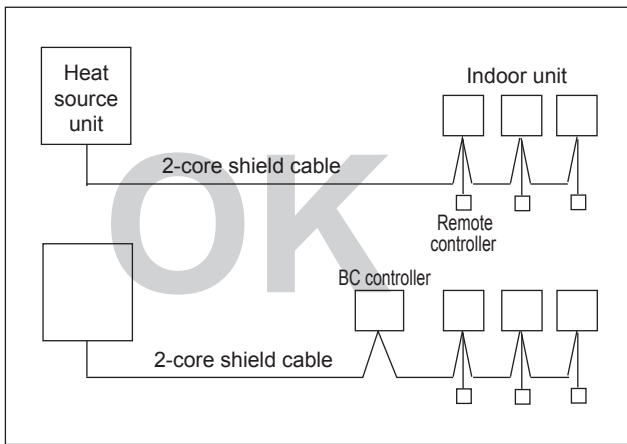 Heat
source
unit
Indoor unit
2-core shield cable
Remote
controller
OK
BC controller
2-core shield cable